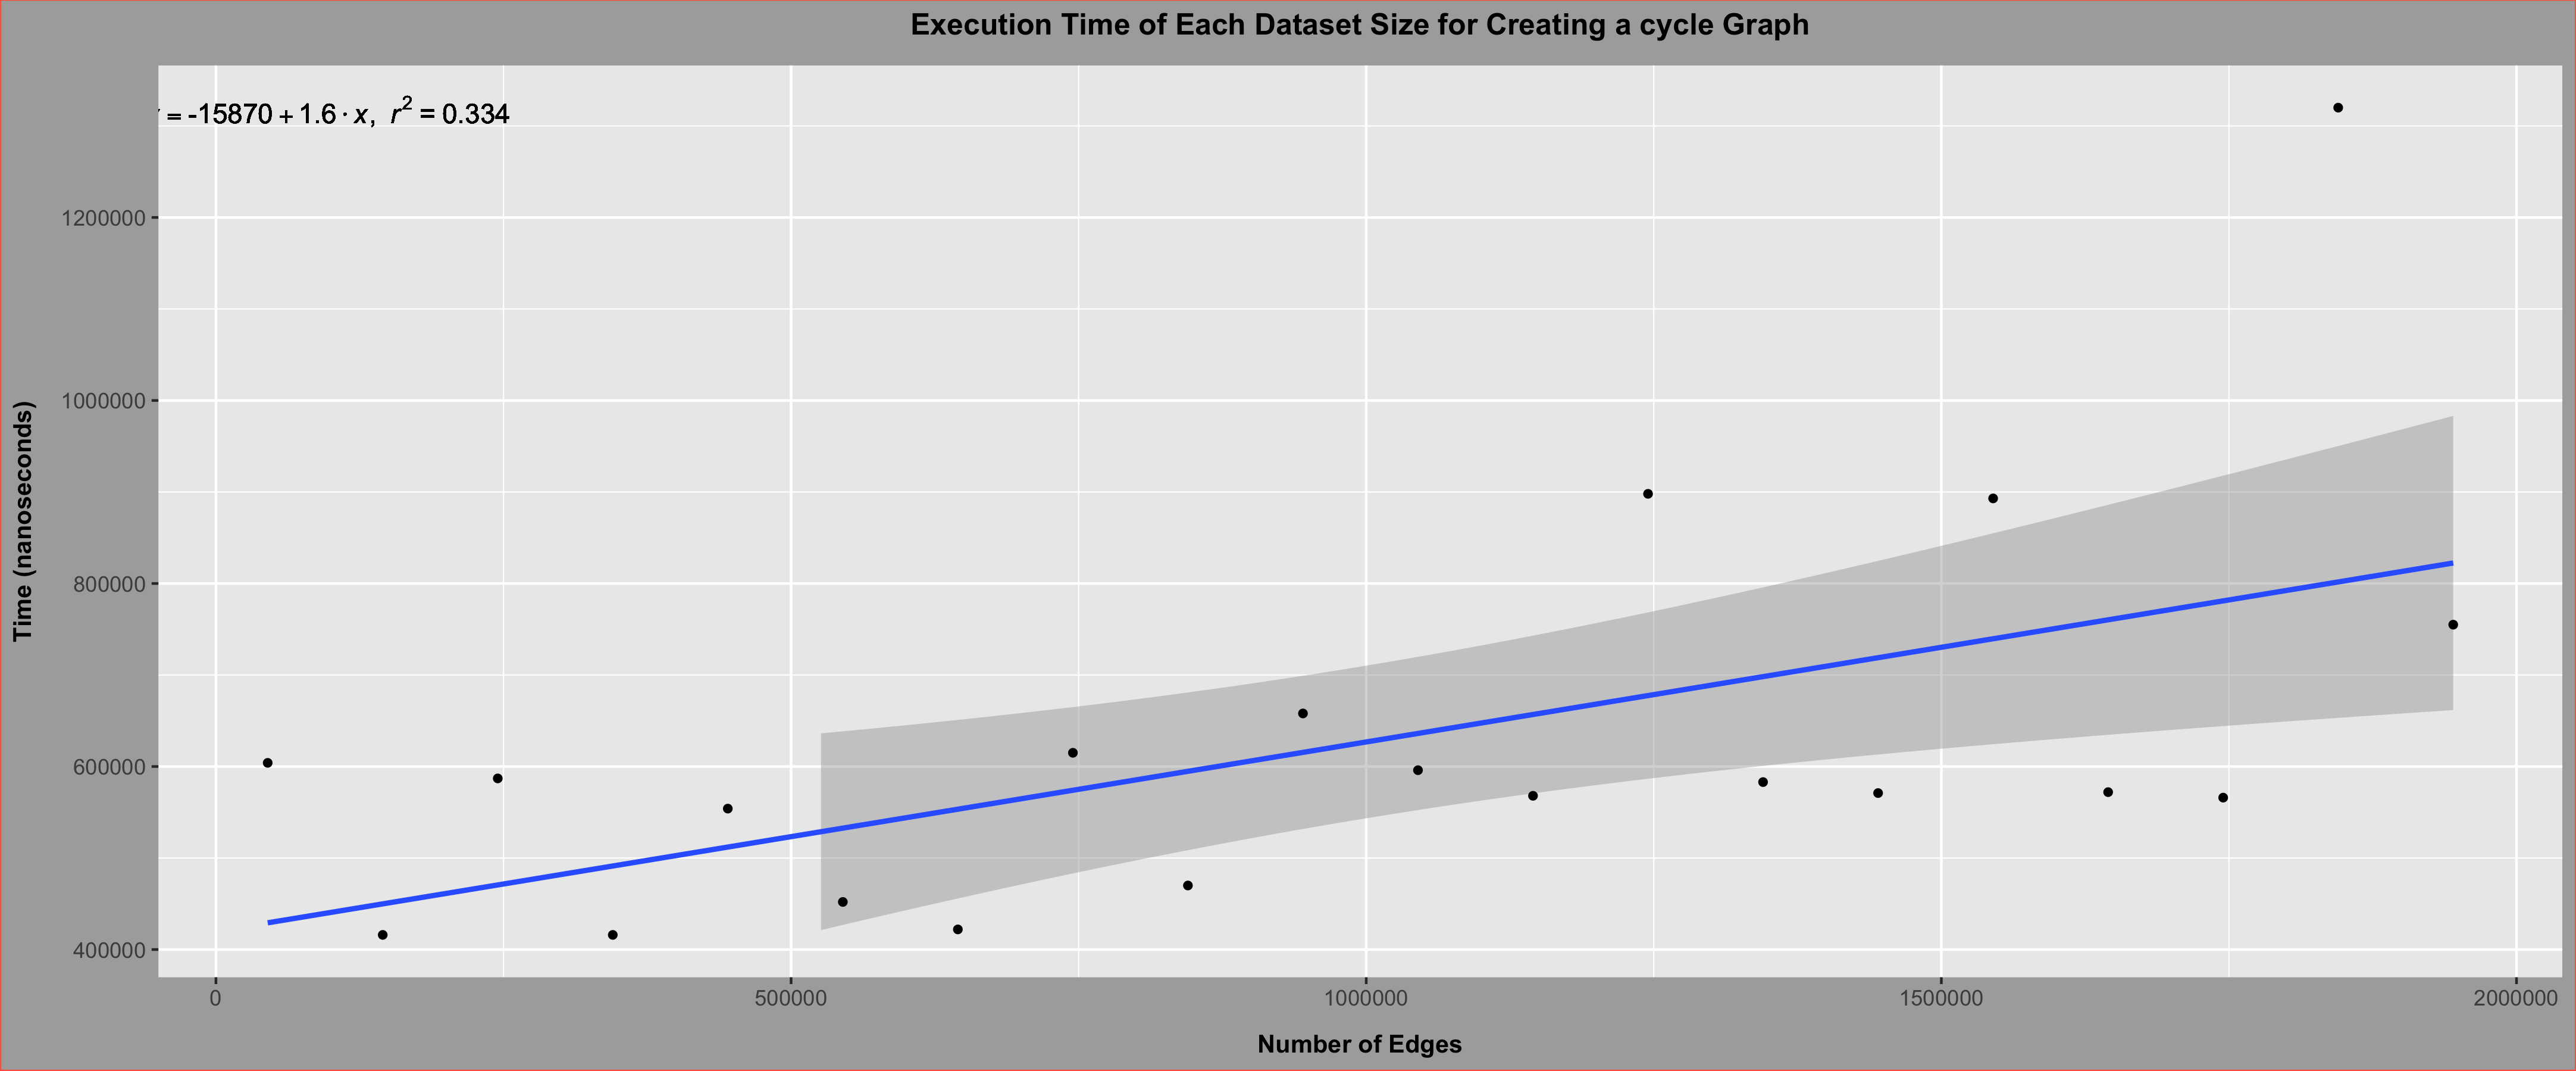 Execution Time of Each Dataset Size for Creating a cycle Graph
= -15870 + 1.6 · x, r² = 0.334
1200000
1000000
800000
600000
400000
Time (nanoseconds)
0 500000 1000000 1500000 2000000
Number of Edges